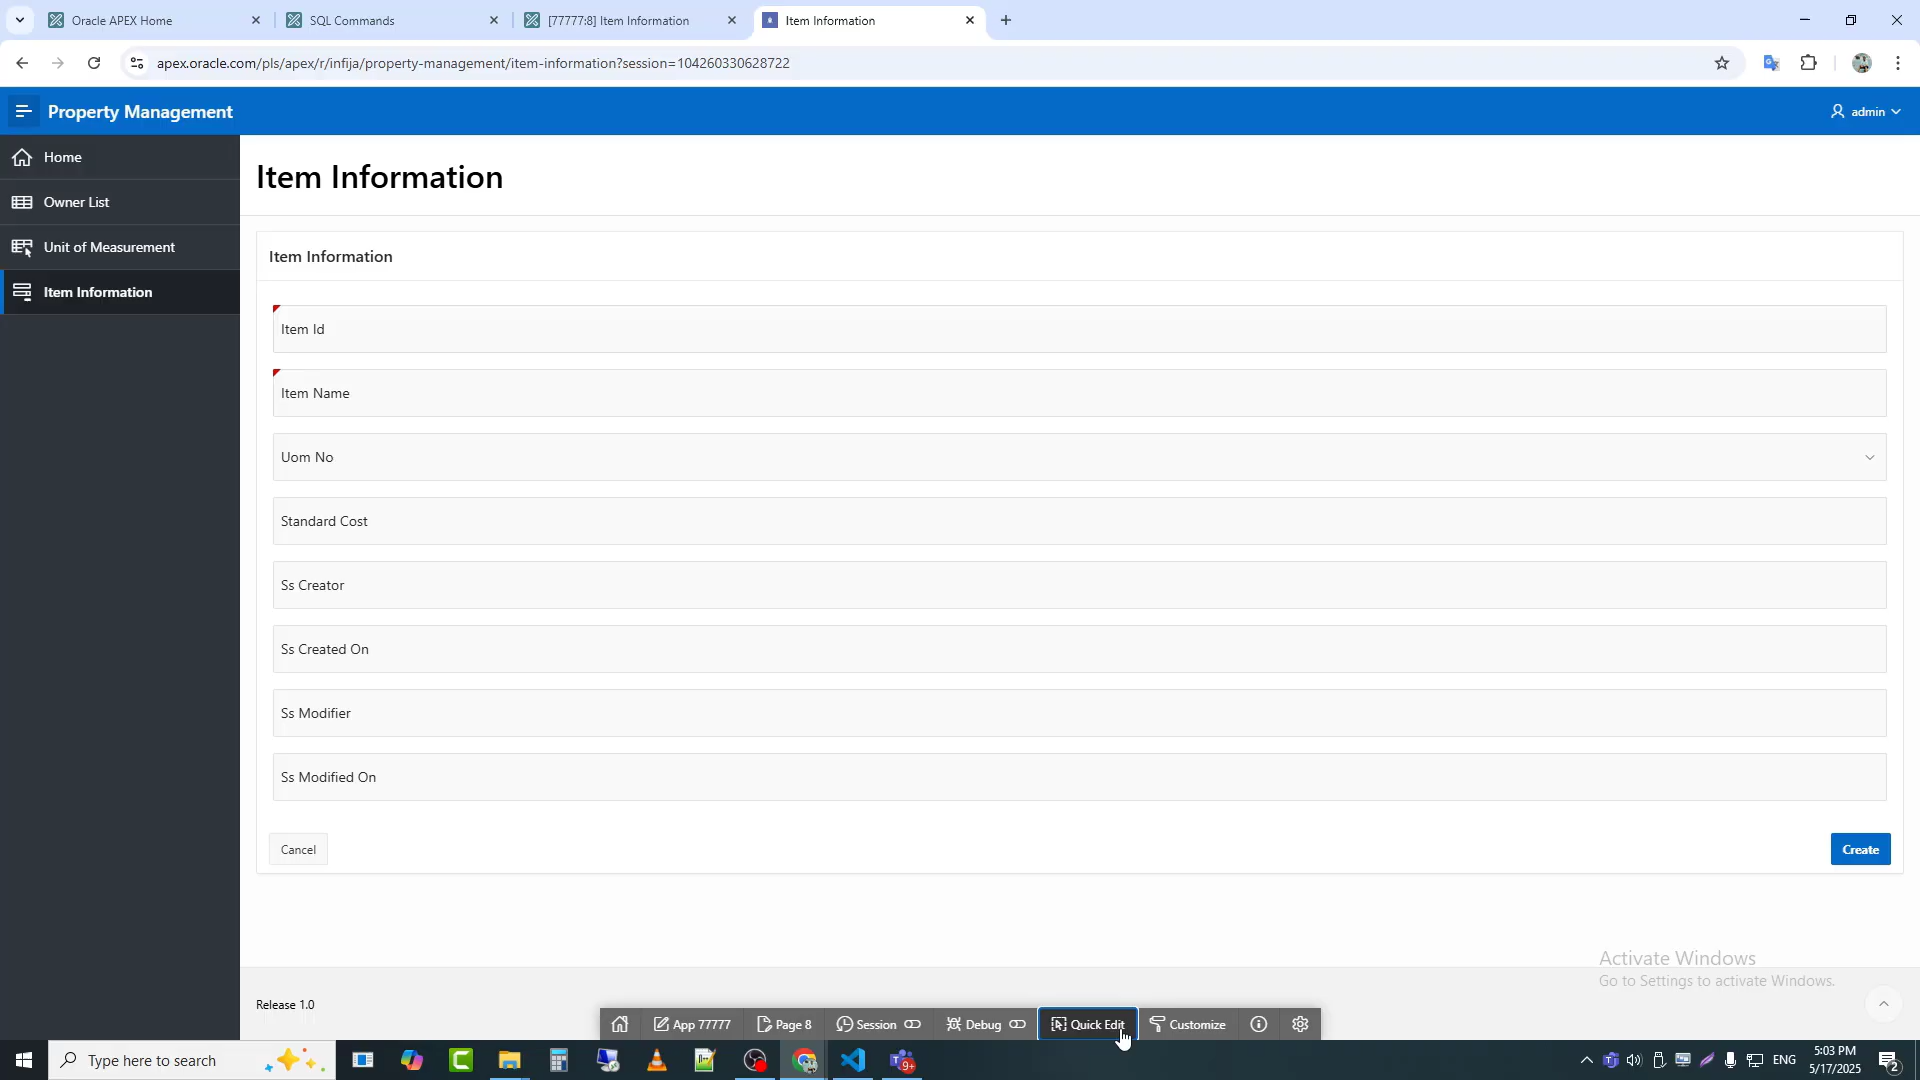 Oracle APEX Home
SQL Commands
[77777:8] Item Information
Item Information
apex.oracle.com/pls/apex/r/infija/property-management/item-information?session=104260330628722
Property Management
admin
Home
Owner List
Unit of Measurement
Item Information
Item Information
Item Information
Item Id
Item Name
Uom No
Standard Cost
Ss Creator
Ss Created On
Ss Modifier
Ss Modified On
Cancel
Create
Activate Windows
Go to Settings to activate Windows.
Release 1.0
App 77777
Page 8
Session
Debug
Quick Edit
Customize
Type here to search
9+
ENG
5:03 PM
5/17/2025
2